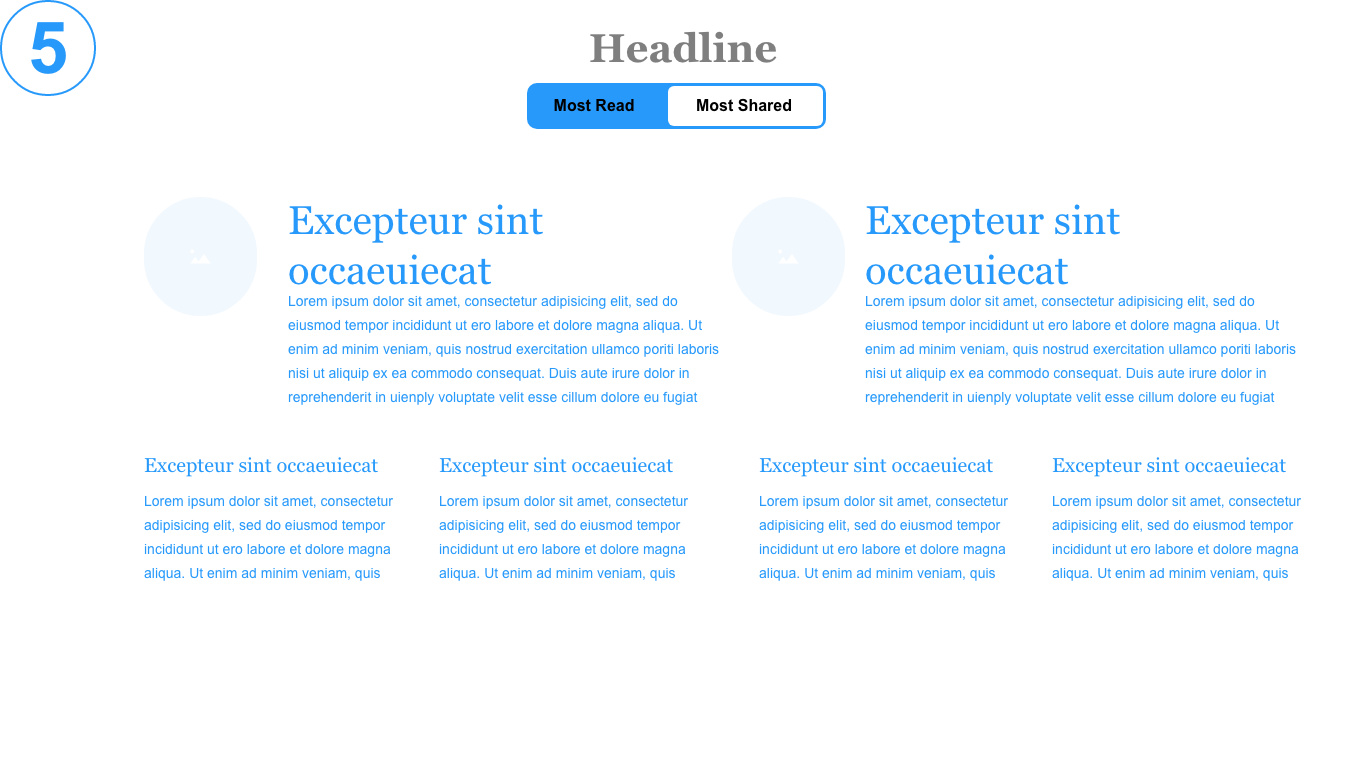 5
Headline
Most Read
Most Shared
Excepteur sint
occaeuiecat
Lorem ipsum dolor sit amet, consectetur adipisicing elit, sed do
eiusmod tempor incididunt ut ero labore et dolore magna aliqua. Ut
enim ad minim veniam, quis nostrud exercitation ullamco poriti laboris
nisi ut aliquip ex ea commodo consequat. Duis aute irure dolor in
reprehenderit in uienply voluptate velit esse cillum dolore eu fugiat
Excepteur sint
occaeuiecat
Lorem ipsum dolor sit amet, consectetur adipisicing elit, sed do
eiusmod tempor incididunt ut ero labore et dolore magna aliqua. Ut
enim ad minim veniam, quis nostrud exercitation ullamco poriti laboris
nisi ut aliquip ex ea commodo consequat. Duis aute irure dolor in
reprehenderit in uienply voluptate velit esse cillum dolore eu fugiat
Excepteur sint occaeuiecat
Lorem ipsum dolor sit amet, consectetur
adipisicing elit, sed do eiusmod tempor
incididunt ut ero labore et dolore magna
aliqua. Ut enim ad minim veniam, quis
Excepteur sint occaeuiecat
Lorem ipsum dolor sit amet, consectetur
adipisicing elit, sed do eiusmod tempor
incididunt ut ero labore et dolore magna
aliqua. Ut enim ad minim veniam, quis
Excepteur sint occaeuiecat
Lorem ipsum dolor sit amet, consectetur
adipisicing elit, sed do eiusmod tempor
incididunt ut ero labore et dolore magna
aliqua. Ut enim ad minim veniam, quis
Excepteur sint occaeuiecat
Lorem ipsum dolor sit amet, consectetur
adipisicing elit, sed do eiusmod tempor
incididunt ut ero labore et dolore magna
aliqua. Ut enim ad minim veniam, quis